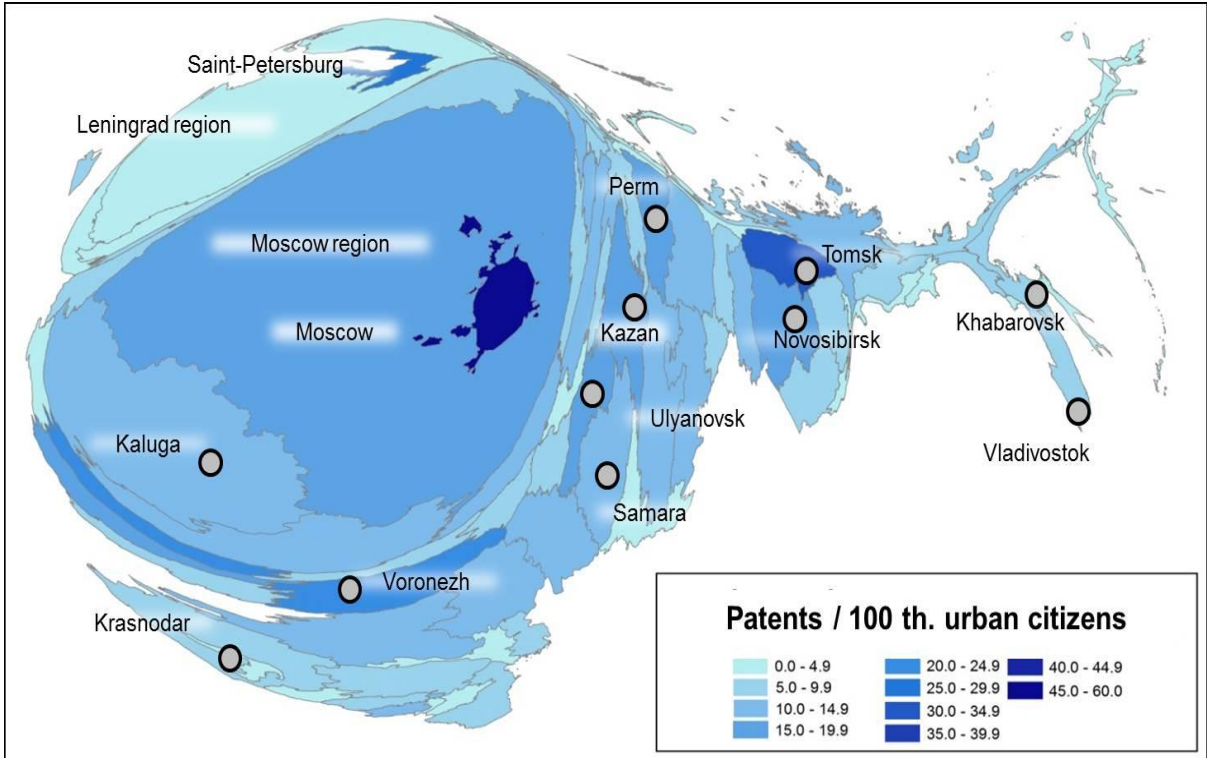 Saint-Petersburg
Leningrad region
Perm
Moscow region
Tomsk
Khabarovsk
Moscow
Kazan
Novosibirsk
Ulyanovsk
Kaluga
Vladivostok
Samara
Voronezh
Krasnodar
Patents / 100 th. urban citizens
0.0 - 4.9
5.0 - 9.9
10.0 - 14.9
15.0 - 19.9
20.0 - 24.9
25.0 - 29.9
30.0 - 34.9
35.0 - 39.9
40.0 - 44.9
45.0 - 60.0